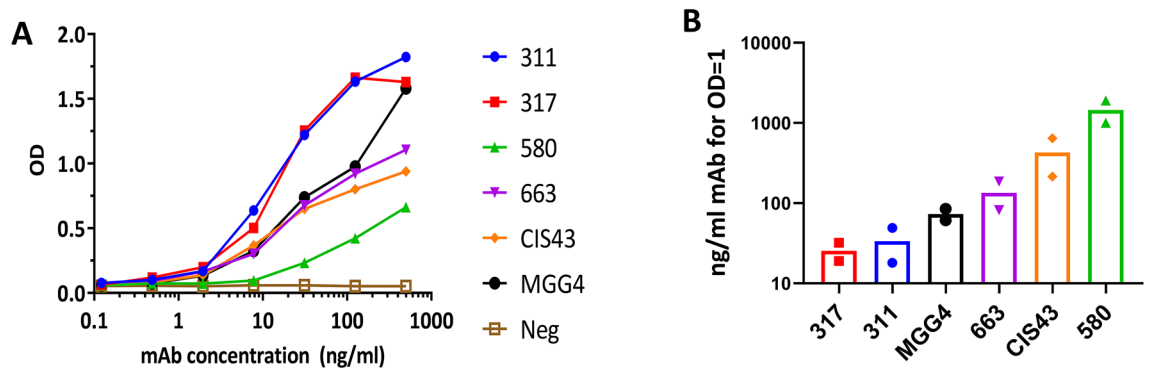 A
2.0
1.5
1.0
0.5
0.0
OD
0.1 1 10 100 1000
mAb concentration (ng/ml)
311
317
580
663
CIS43
MGG4
Neg
B
10000
1000
100
10
ng/ml mAb for OD=1
317 311 MGG4 663 CIS43 580